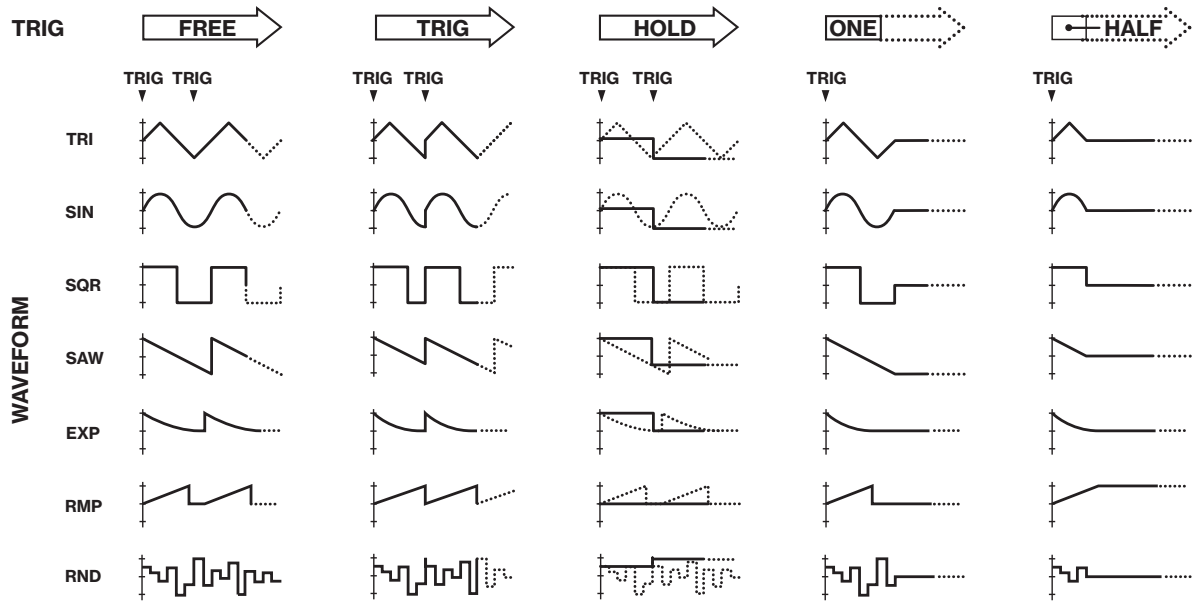 TRIG FREE TRIG HOLD ONE HALF
TRIG TRIG TRIG TRIG TRIG TRIG TRIG TRIG
WAVEFORM
TRI
SIN
SQR
SAW
EXP
RMP
RND